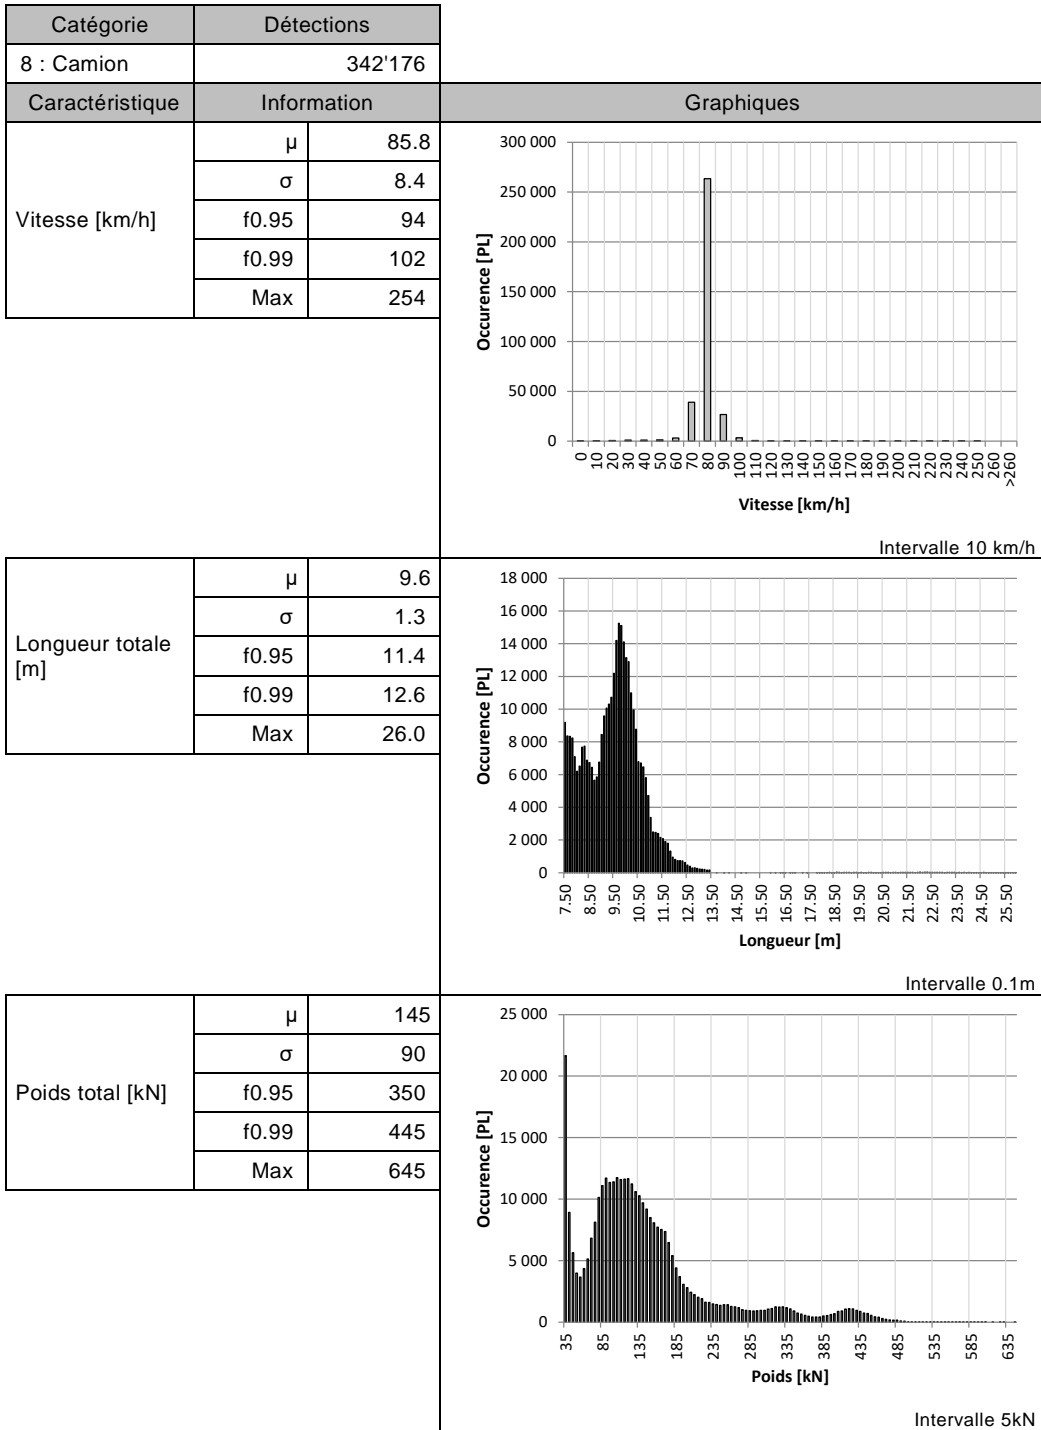 Catégorie Détections
8 : Camion 342'176
Caractéristique Information Graphiques
Vitesse [km/h]
μ 85.8
σ 8.4
f0.95 94
f0.99 102
Max 254
300 000
250 000
200 000
150 000
100 000
50 000
0
Occurence [PL]
0 10 20 30 40 50 60 70 80 90 100 110 120 130 140 150 160 170 180 190 200 210 220 230 240 250 260 >260
Vitesse [km/h]
Intervalle 10 km/h
Longueur totale
[m]
μ 9.6
σ 1.3
f0.95 11.4
f0.99 12.6
Max 26.0
18 000
16 000
14 000
12 000
10 000
8 000
6 000
4 000
2 000
0
Occurence [PL]
7.50 8.50 9.50 10.50 11.50 12.50 13.50 14.50 15.50 16.50 17.50 18.50 19.50 20.50 21.50 22.50 23.50 24.50 25.50
Longueur [m]
Intervalle 0.1m
Poids total [kN]
μ 145
σ 90
f0.95 350
f0.99 445
Max 645
25 000
20 000
15 000
10 000
5 000
0
Occurence [PL]
35 85 135 185 235 285 335 385 435 485 535 585 635
Poids [kN]
Intervalle 5kN